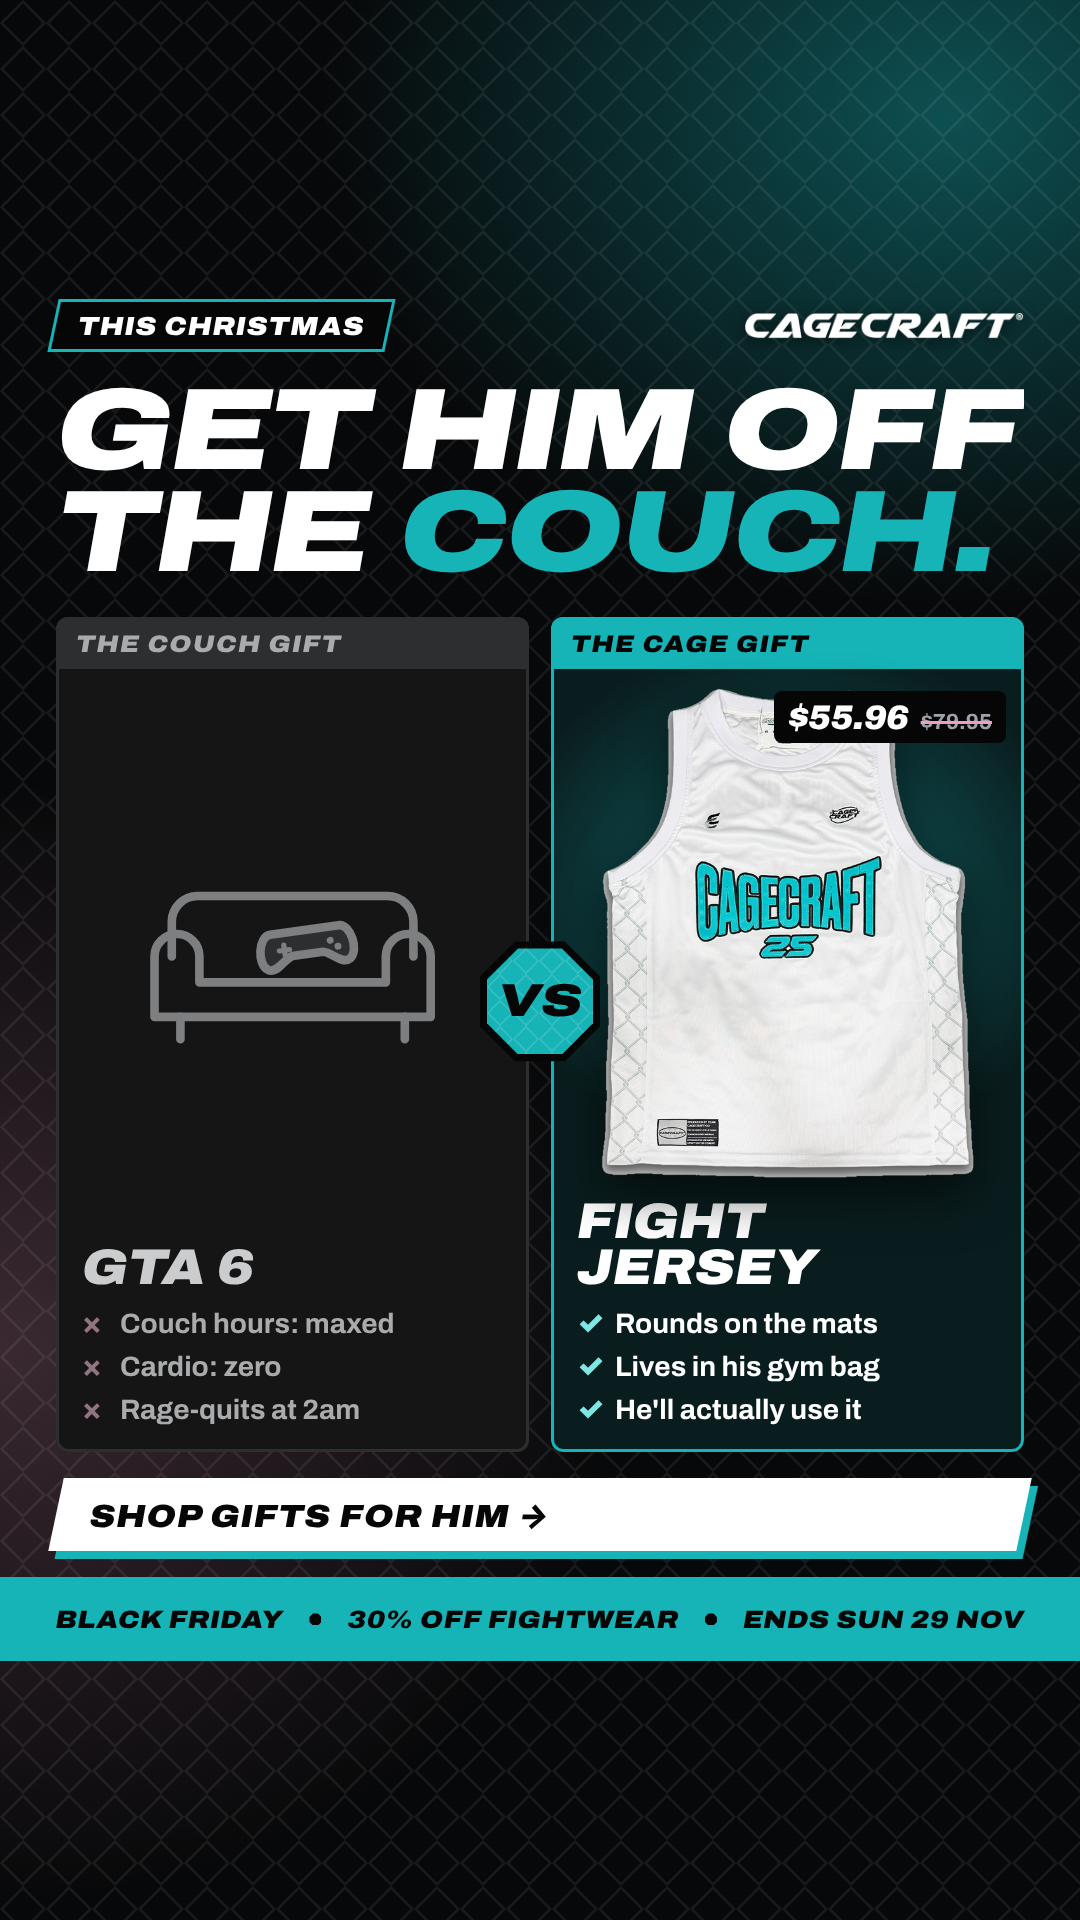 THIS CHRISTMAS
CAGECRAFT®
GET HIM OFF
THE COUCH.
THE COUCH GIFT
GTA 6
Couch hours: maxed
Cardio: zero
Rage-quits at 2am
VS
THE CAGE GIFT
$55.96 $79.95
CAGE
CRAFT
CAGECRAFT
25
FIGHT
JERSEY
Rounds on the mats
Lives in his gym bag
He'll actually use it
SHOP GIFTS FOR HIM →
BLACK FRIDAY • 30% OFF FIGHTWEAR • ENDS SUN 29 NOV